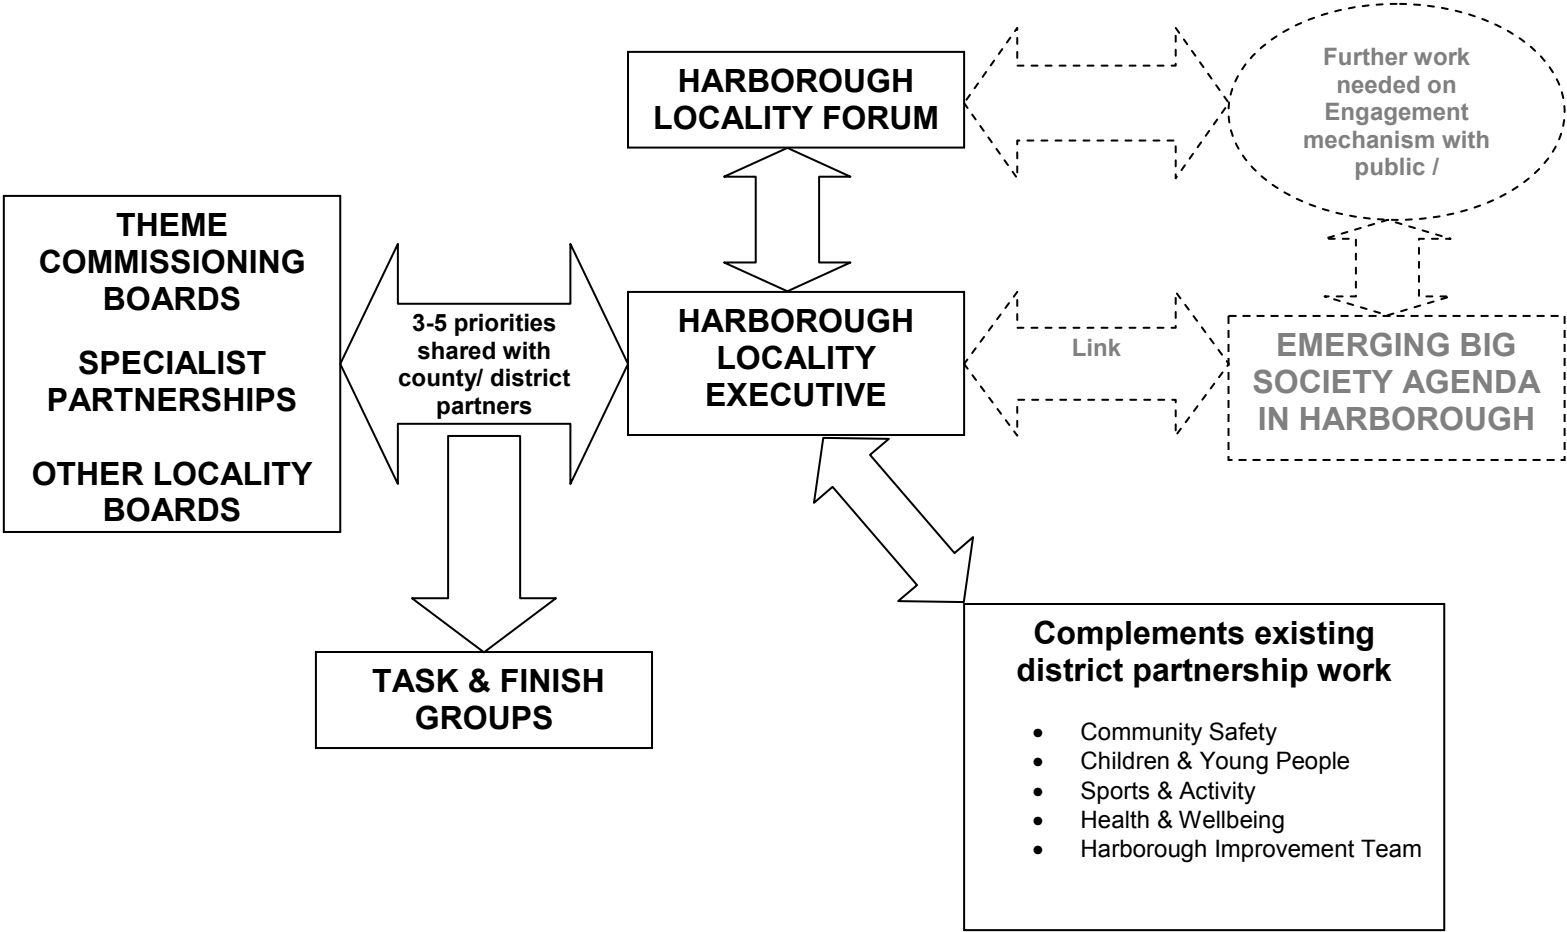 HARBOROUGH
LOCALITY FORUM
Further work
needed on
Engagement
mechanism with
public /
THEME
COMMISSIONING
BOARDS
SPECIALIST
PARTNERSHIPS
OTHER LOCALITY
BOARDS
3-5 priorities
shared with
county/ district
partners
HARBOROUGH
LOCALITY
EXECUTIVE
Link
EMERGING BIG
SOCIETY AGENDA
IN HARBOROUGH
TASK & FINISH
GROUPS
Complements existing
district partnership work
• Community Safety
• Children & Young People
• Sports & Activity
• Health & Wellbeing
• Harborough Improvement Team